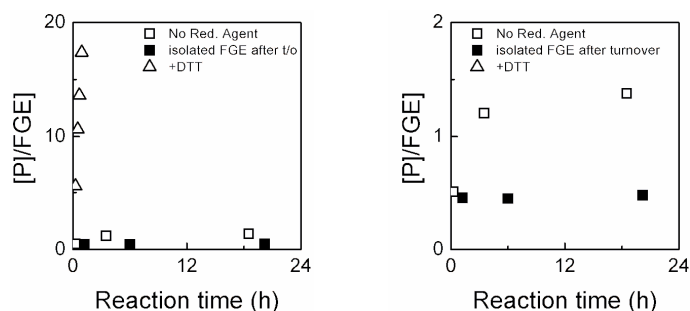 20
10
0
0
12
24
[P]/FGE]
Reaction time (h)
No Red. Agent
isolated FGE after t/o
+DTT
2
1
0
0
12
24
[P]/FGE]
Reaction time (h)
No Red. Agent
isolated FGE after turnover
+DTT